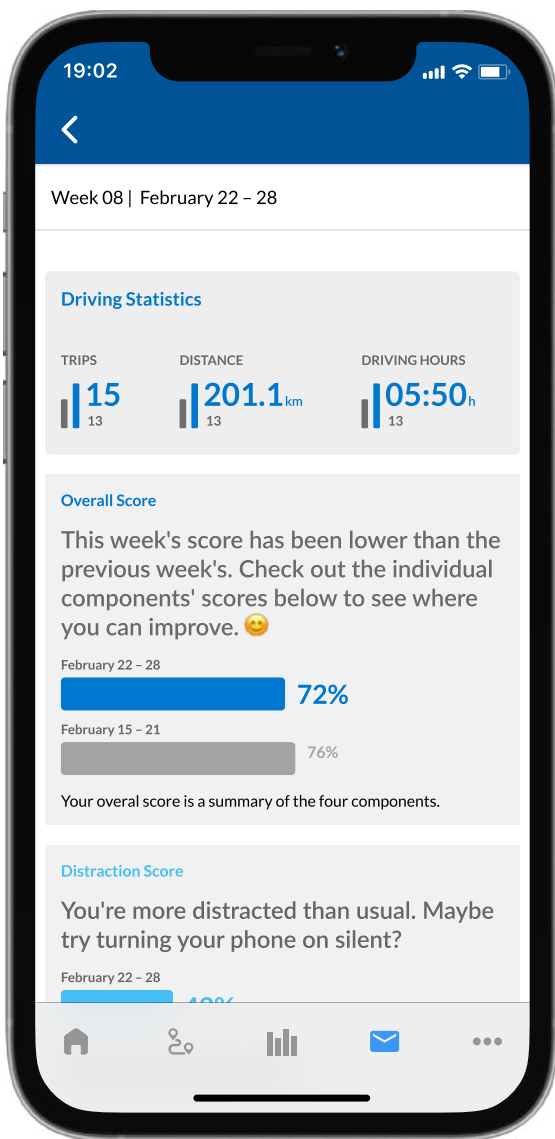 19:02
Week 08 | February 22 – 28
Driving Statistics
TRIPS DISTANCE DRIVING HOURS
15 201.1 km 05:50 h
13 13 13
Overall Score
This week's score has been lower than the
previous week's. Check out the individual
components' scores below to see where
you can improve. 😊
February 22 – 28
72%
February 15 – 21
76%
Your overal score is a summary of the four components.
Distraction Score
You're more distracted than usual. Maybe
try turning your phone on silent?
February 22 – 28